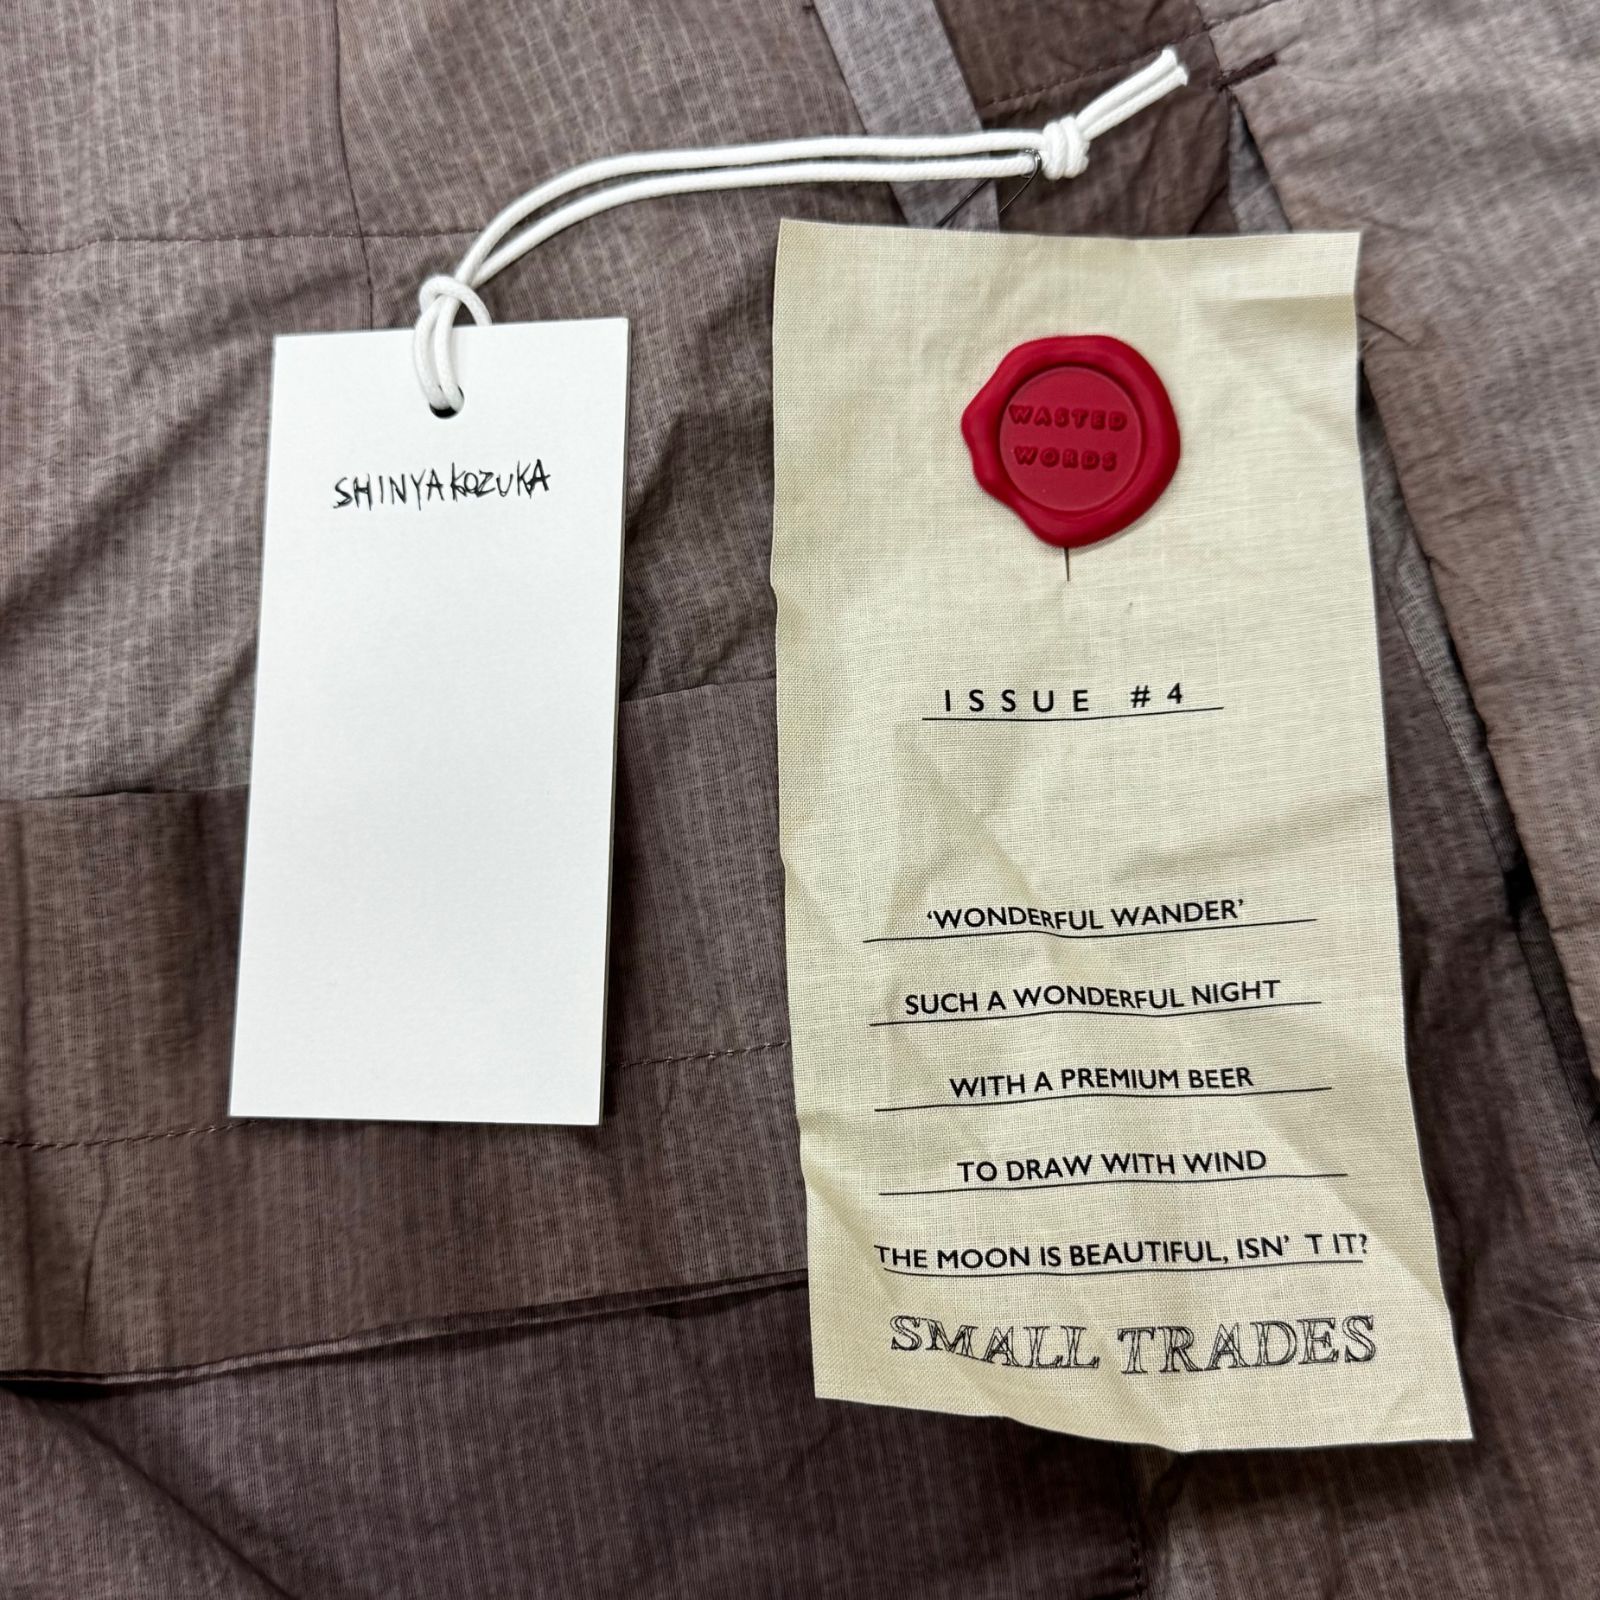 SHINYAKOZUKA
WASTED
WORDS
ISSUE #4
‘WONDERFUL WANDER’
SUCH A WONDERFUL NIGHT
WITH A PREMIUM BEER
TO DRAW WITH WIND
THE MOON IS BEAUTIFUL, ISN’ T IT?
SMALL TRADES